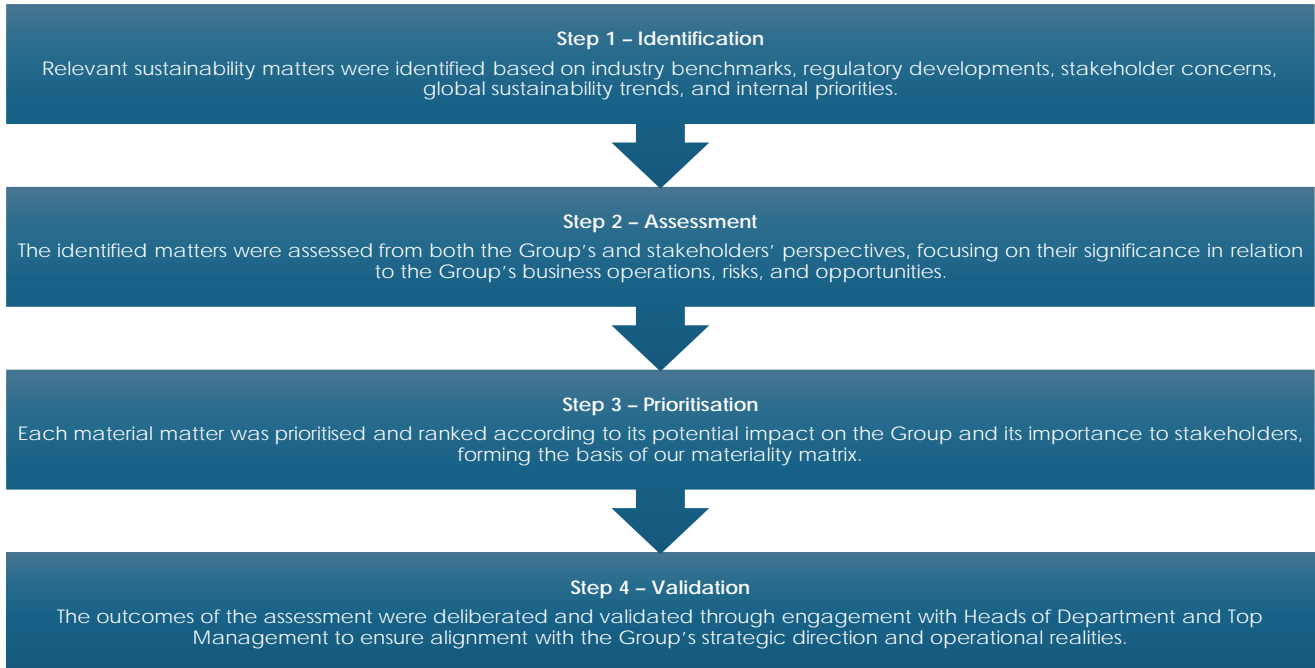 Step 1 – Identification
Relevant sustainability matters were identified based on industry benchmarks, regulatory developments, stakeholder concerns,
global sustainability trends, and internal priorities.
Step 2 – Assessment
The identified matters were assessed from both the Group’s and stakeholders’ perspectives, focusing on their significance in relation
to the Group’s business operations, risks, and opportunities.
Step 3 – Prioritisation
Each material matter was prioritised and ranked according to its potential impact on the Group and its importance to stakeholders,
forming the basis of our materiality matrix.
Step 4 – Validation
The outcomes of the assessment were deliberated and validated through engagement with Heads of Department and Top
Management to ensure alignment with the Group’s strategic direction and operational realities.